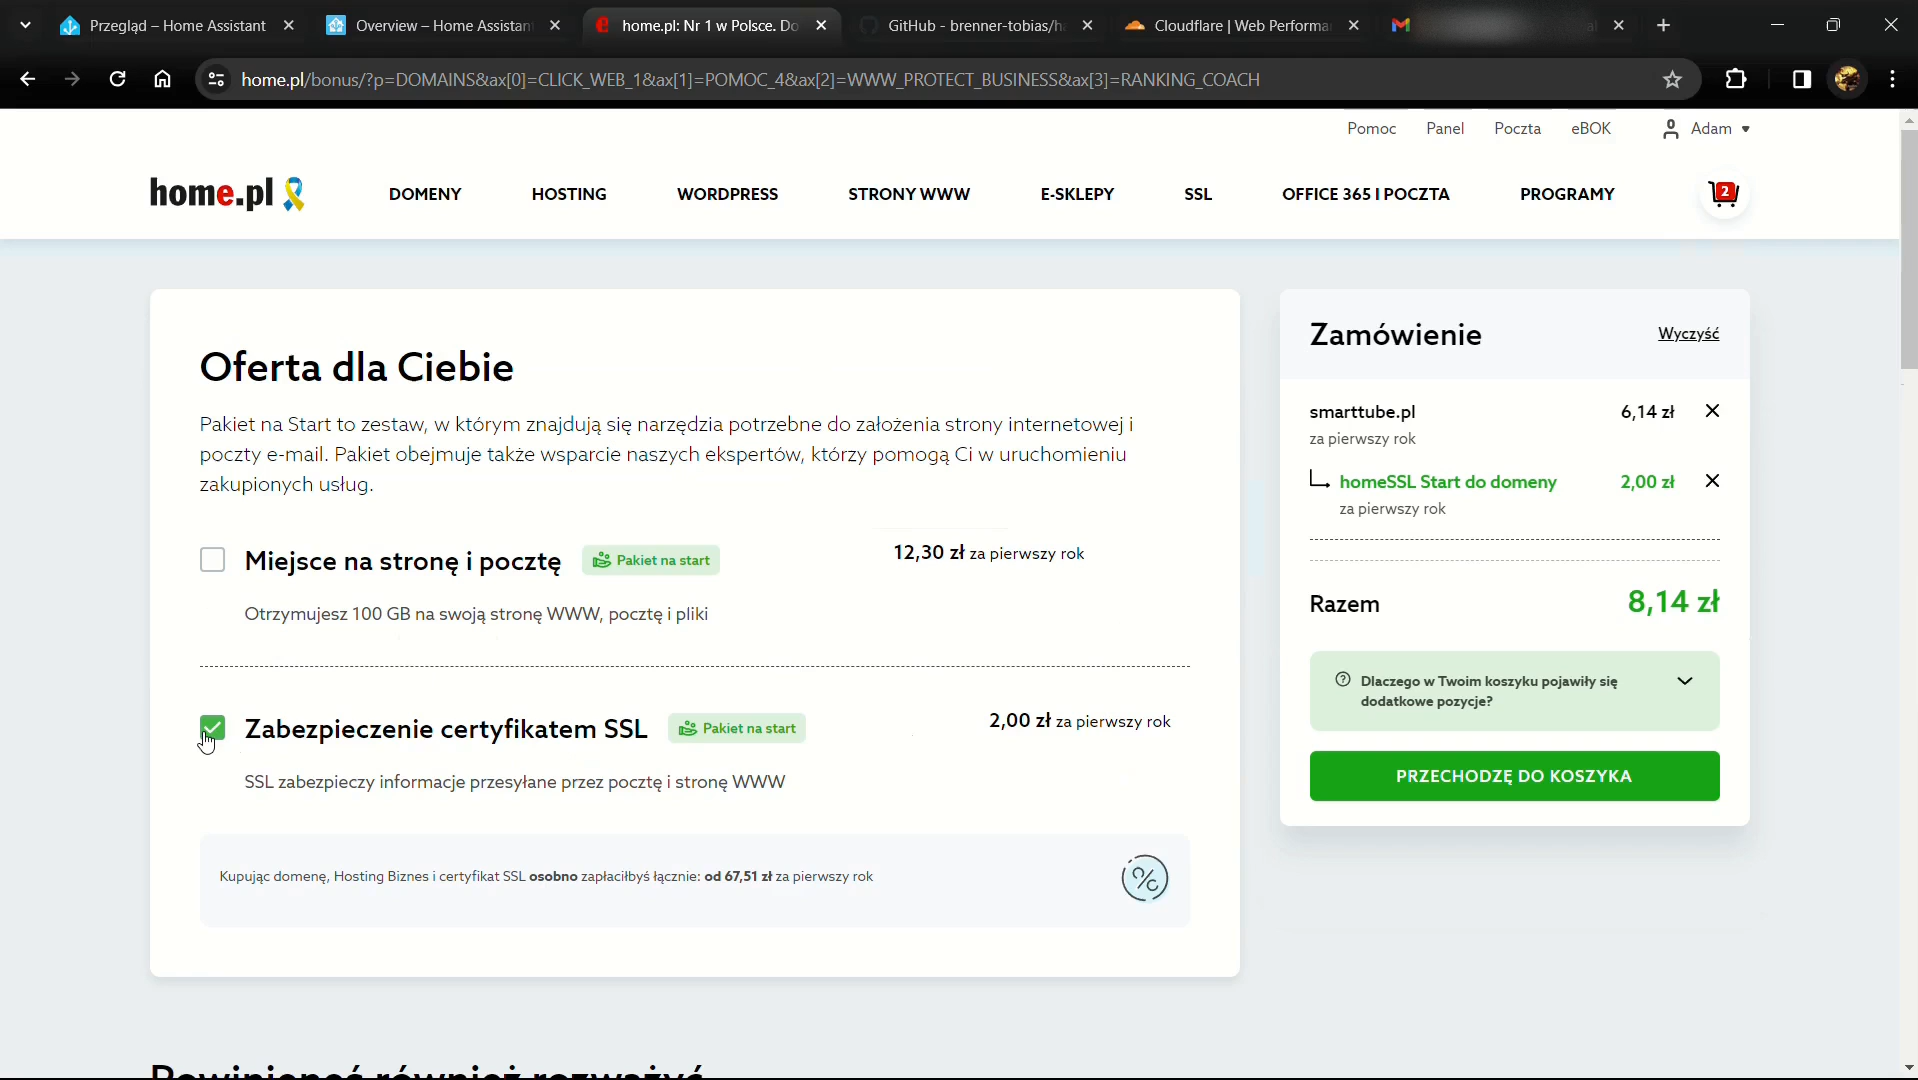 Przegląd – Home Assistant
Overview – Home Assistan
home.pl: Nr 1 w Polsce. Do
GitHub - brenner-tobias/h
Cloudflare | Web Performa
home.pl/bonus/?p=DOMAINS&ax[0]=CLICK_WEB_1&ax[1]=POMOC_4&ax[2]=WWW_PROTECT_BUSINESS&ax[3]=RANKING_COACH
Pomoc Panel Poczta eBOK Adam
home.pl DOMENY HOSTING WORDPRESS STRONY WWW E-SKLEPY SSL OFFICE 365 I POCZTA PROGRAMY 2
Oferta dla Ciebie
Pakiet na Start to zestaw, w którym znajdują się narzędzia potrzebne do założenia strony internetowej i
poczty e-mail. Pakiet obejmuje także wsparcie naszych ekspertów, którzy pomogą Ci w uruchomieniu
zakupionych usług.
Miejsce na stronę i pocztę Pakiet na start 12,30 zł za pierwszy rok
Otrzymujesz 100 GB na swoją stronę WWW, pocztę i pliki
Zabezpieczenie certyfikatem SSL Pakiet na start 2,00 zł za pierwszy rok
SSL zabezpieczy informacje przesyłane przez pocztę i stronę WWW
Kupując domenę, Hosting Biznes i certyfikat SSL osobno zapłaciłbyś łącznie: od 67,51 zł za pierwszy rok
Zamówienie Wyczyść
smarttube.pl 6,14 zł
za pierwszy rok
homeSSL Start do domeny 2,00 zł
za pierwszy rok
Razem 8,14 zł
Dlaczego w Twoim koszyku pojawiły się
dodatkowe pozycje?
PRZECHODZĘ DO KOSZYKA
Powinieneś również rozważyć